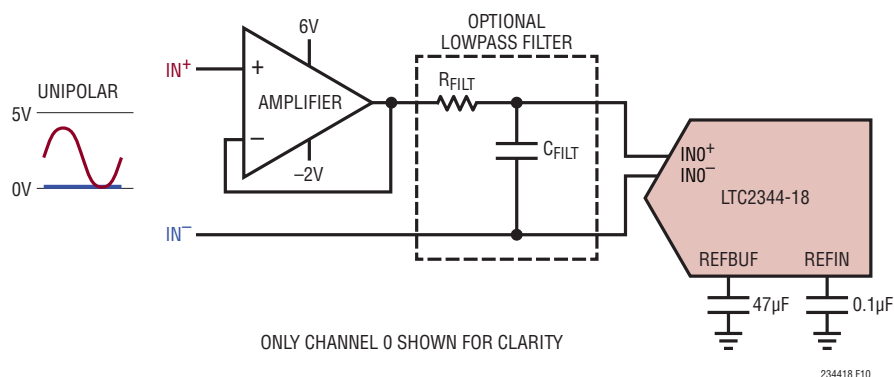 OPTIONAL
LOWPASS FILTER
6V
IN+
+
RFILT
UNIPOLAR
AMPLIFIER
5V
–
CFILT
IN0+
IN0–
0V
–2V
LTC2344-18
IN–
REFBUF REFIN
47µF 0.1µF
ONLY CHANNEL 0 SHOWN FOR CLARITY
234418 F10